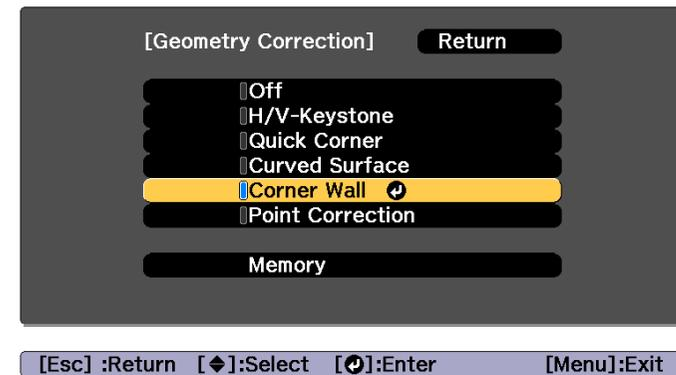 [Geometry Correction] Return
Off
H/V-Keystone
Quick Corner
Curved Surface
Corner Wall
Point Correction
Memory
[Esc] :Return [◆]:Select [↵]:Enter [Menu]:Exit